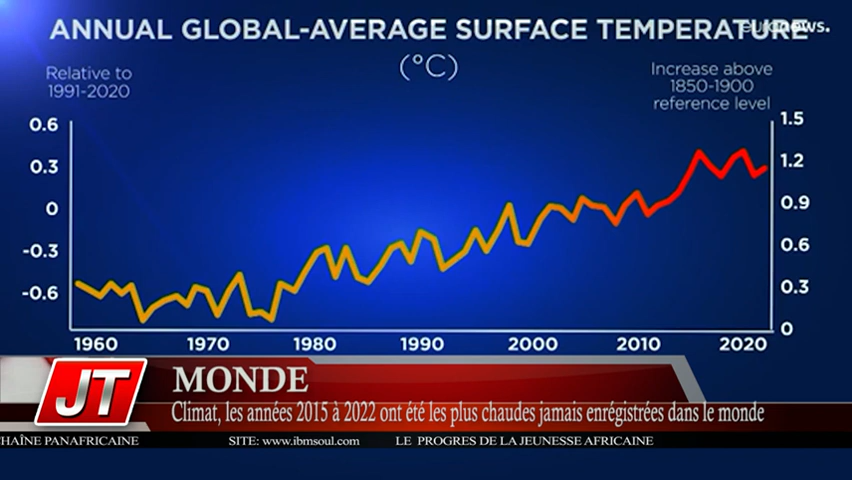 ANNUAL GLOBAL-AVERAGE SURFACE TEMPERATURE
euronews.
(°C)
Relative to
1991-2020
Increase above
1850-1900
reference level
0.6
0.3
0
-0.3
-0.6
1.5
1.2
0.9
0.6
0.3
0
1960 1970 1980 1990 2000 2010 2020
JT
MONDE
Climat, les années 2015 à 2022 ont été les plus chaudes jamais enrégistrées dans le monde
CHAÎNE PANAFRICAINE SITE: www.ibmsoul.com LE PROGRES DE LA JEUNESSE AFRICAINE